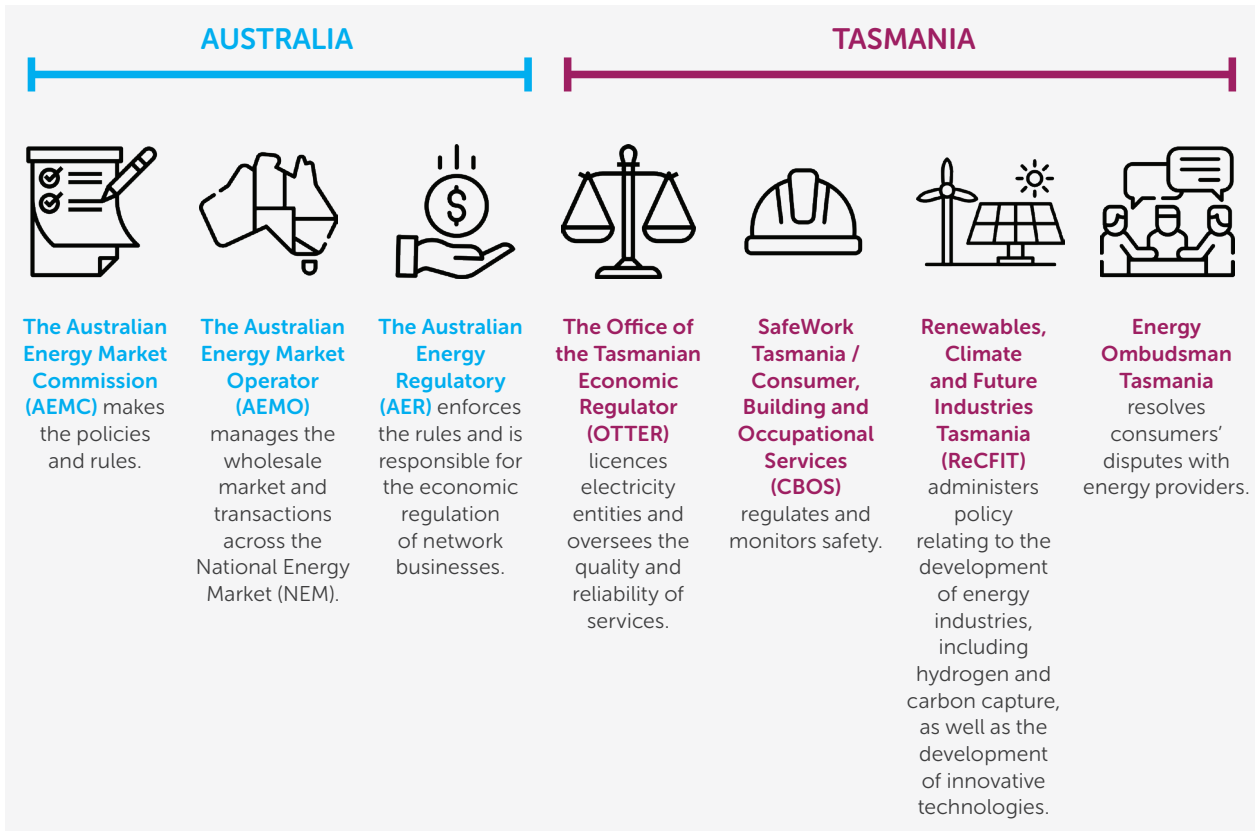 AUSTRALIA
TASMANIA
The Australian
Energy Market
Commission
(AEMC) makes
the policies
and rules.
The Australian
Energy Market
Operator
(AEMO)
manages the
wholesale
market and
transactions
across the
National Energy
Market (NEM).
The Australian
Energy
Regulatory
(AER) enforces
the rules and is
responsible for
the economic
regulation
of network
businesses.
The Office of
the Tasmanian
Economic
Regulator
(OTTER)
licences
electricity
entities and
oversees the
quality and
reliability of
services.
SafeWork
Tasmania /
Consumer,
Building and
Occupational
Services
(CBOS)
regulates and
monitors safety.
Renewables,
Climate
and Future
Industries
Tasmania
(ReCFIT)
administers
policy
relating to the
development
of energy
industries,
including
hydrogen and
carbon capture,
as well as the
development
of innovative
technologies.
Energy
Ombudsman
Tasmania
resolves
consumers’
disputes with
energy providers.